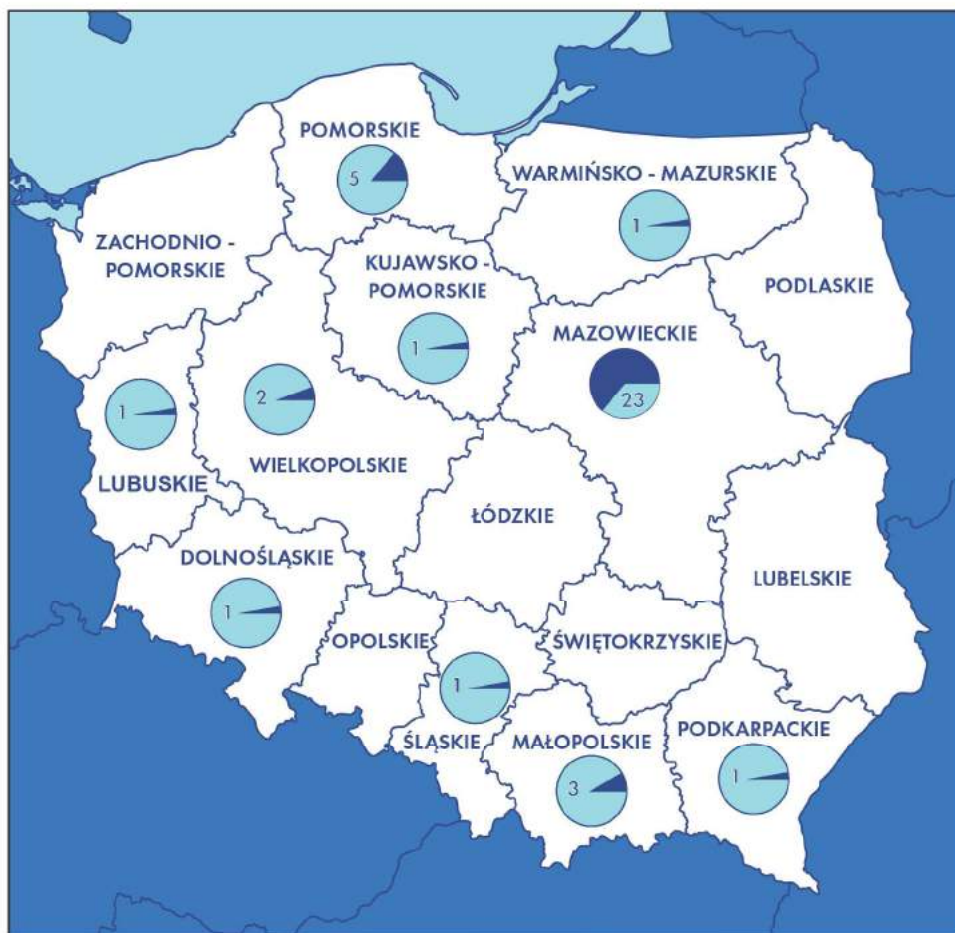 POMORSKIE
5
WARMIŃSKO - MAZURSKIE
1
ZACHODNIO -
POMORSKIE
KUJAWSKO -
POMORSKIE
1
PODLASKIE
MAZOWIECKIE
23
1
LUBUSKIE
2
WIELKOPOLSKIE
ŁÓDZKIE
DOLNOŚLĄSKIE
1
LUBELSKIE
OPOLSKIE
ŚWIĘTOKRZYSKIE
1
ŚLĄSKIE
MAŁOPOLSKIE
3
PODKARPACKIE
1